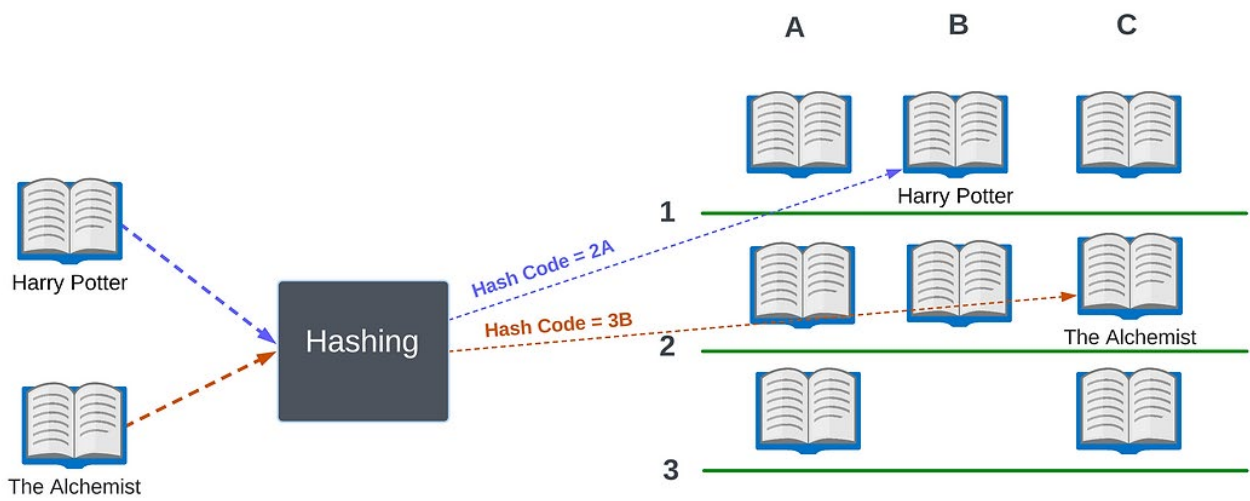 A
B
C
Harry Potter
1
Hash Code = 2A
Harry Potter
Hashing
Hash Code = 3B
2
The Alchemist
The Alchemist
3